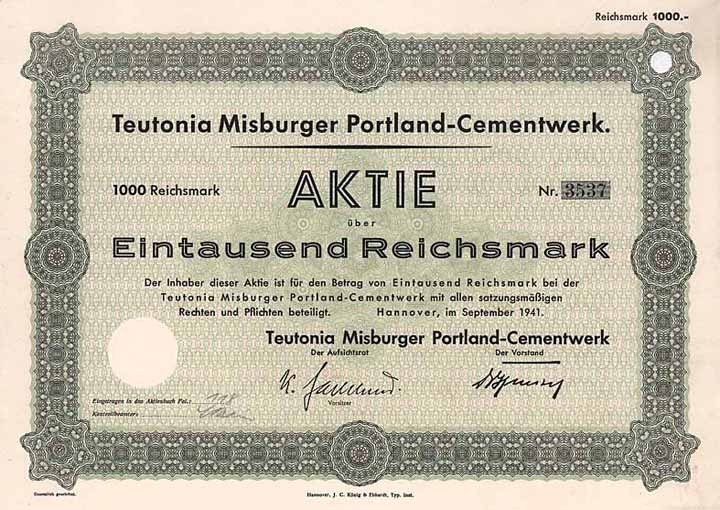 Reichsmark 1000.-
Teutonia Misburger Portland-Cementwerk.
1000 Reichsmark AKTIE Nr. 3537
über
Eintausend Reichsmark
Der Inhaber dieser Aktie ist für den Betrag von Eintausend Reichsmark bei der
Teutonia Misburger Portland-Cementwerk mit allen satzungsmäßigen
Rechten und Pflichten beteiligt. Hannover, im September 1941.
Teutonia Misburger Portland-Cementwerk
Der Aufsichtsrat Der Vorstand
Vorsitzer
Eingetragen in das Aktienbuch Fol.: 118
Kontrollbeamter:
Hannover, J. C. König & Ebhardt, Typ. Inst.